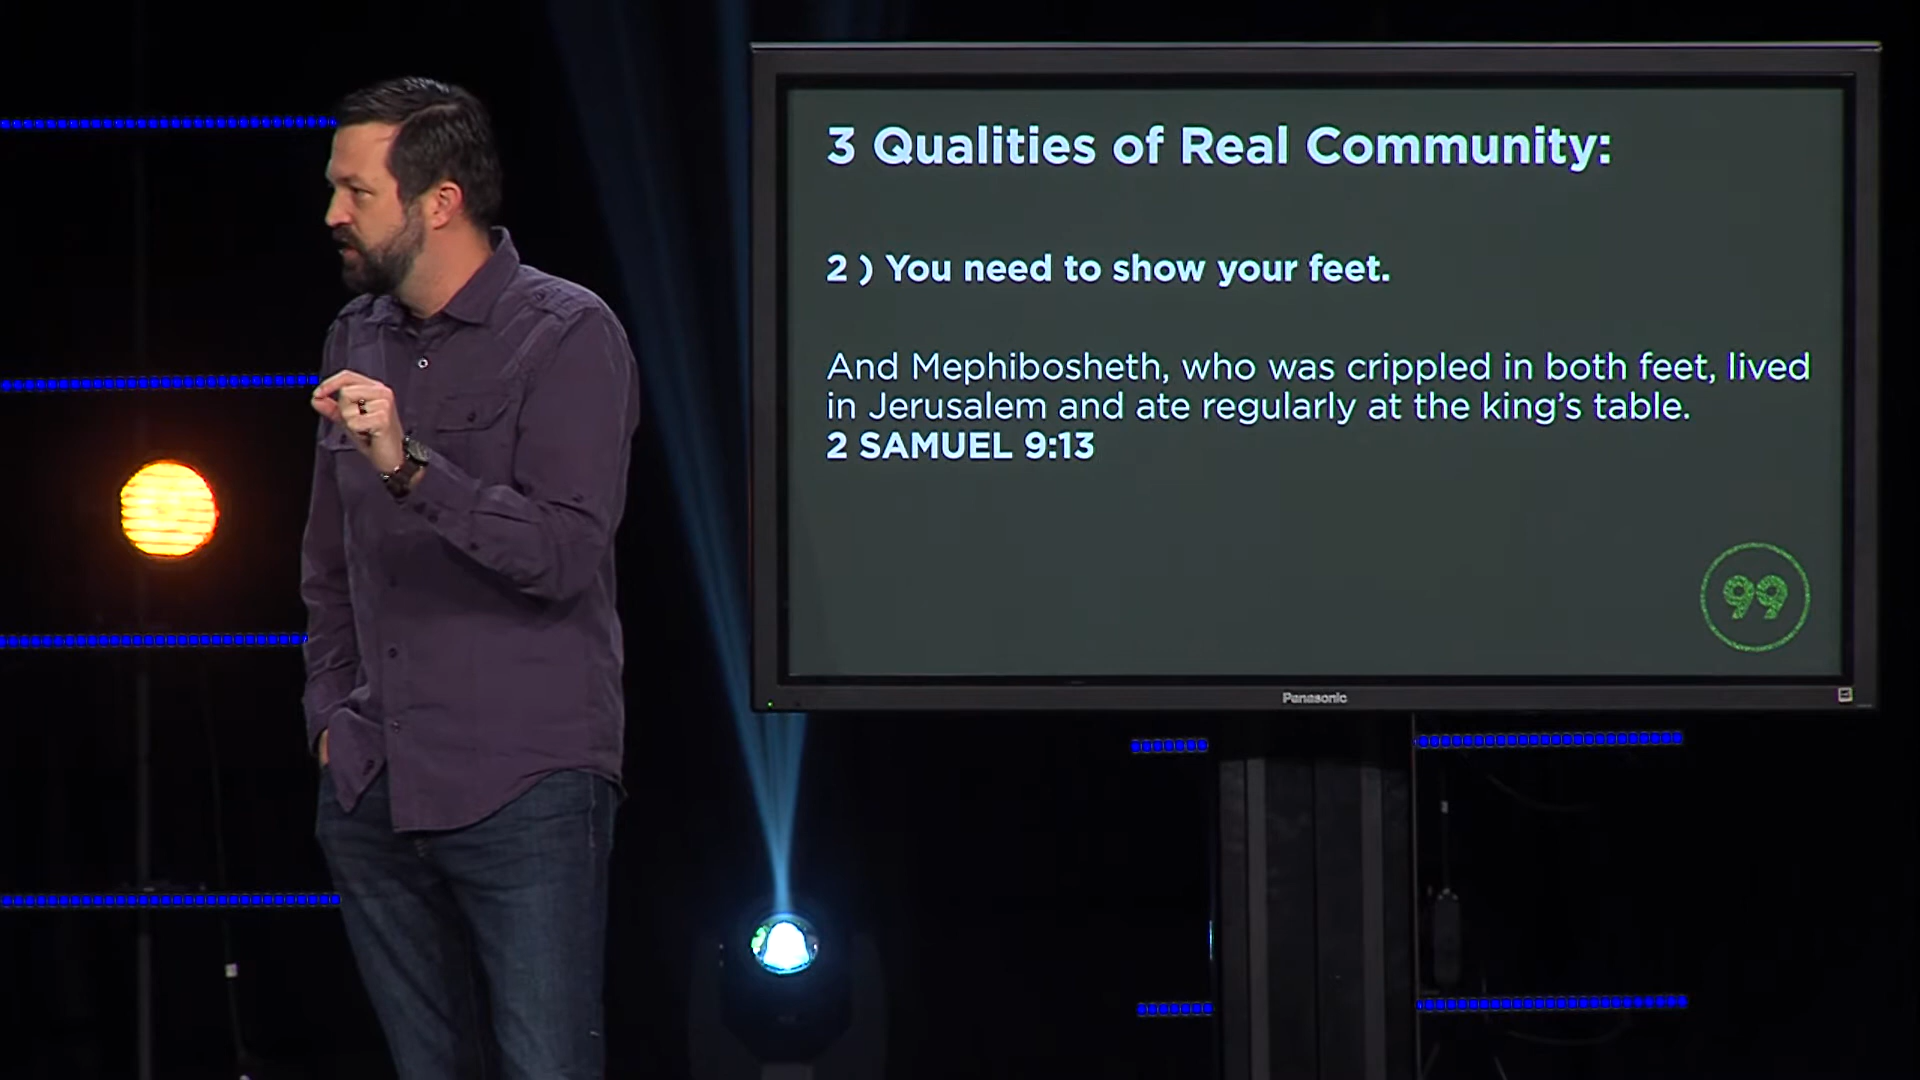 3 Qualities of Real Community:
2 ) You need to show your feet.
And Mephibosheth, who was crippled in both feet, lived
in Jerusalem and ate regularly at the king's table.
2 SAMUEL 9:13
99
Panasonic